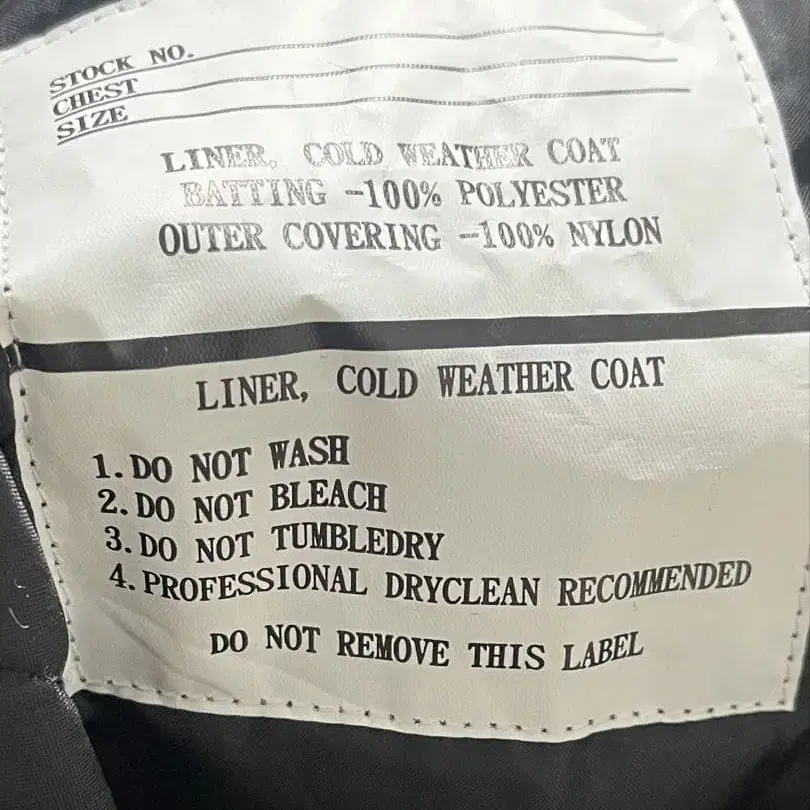 STOCK NO.
CHEST
SIZE
LINER, COLD WEATHER COAT
BATTING -100% POLYESTER
OUTER COVERING -100% NYLON
LINER, COLD WEATHER COAT
1. DO NOT WASH
2. DO NOT BLEACH
3. DO NOT TUMBLEDRY
4. PROFESSIONAL DRYCLEAN RECOMMENDED
DO NOT REMOVE THIS LABEL